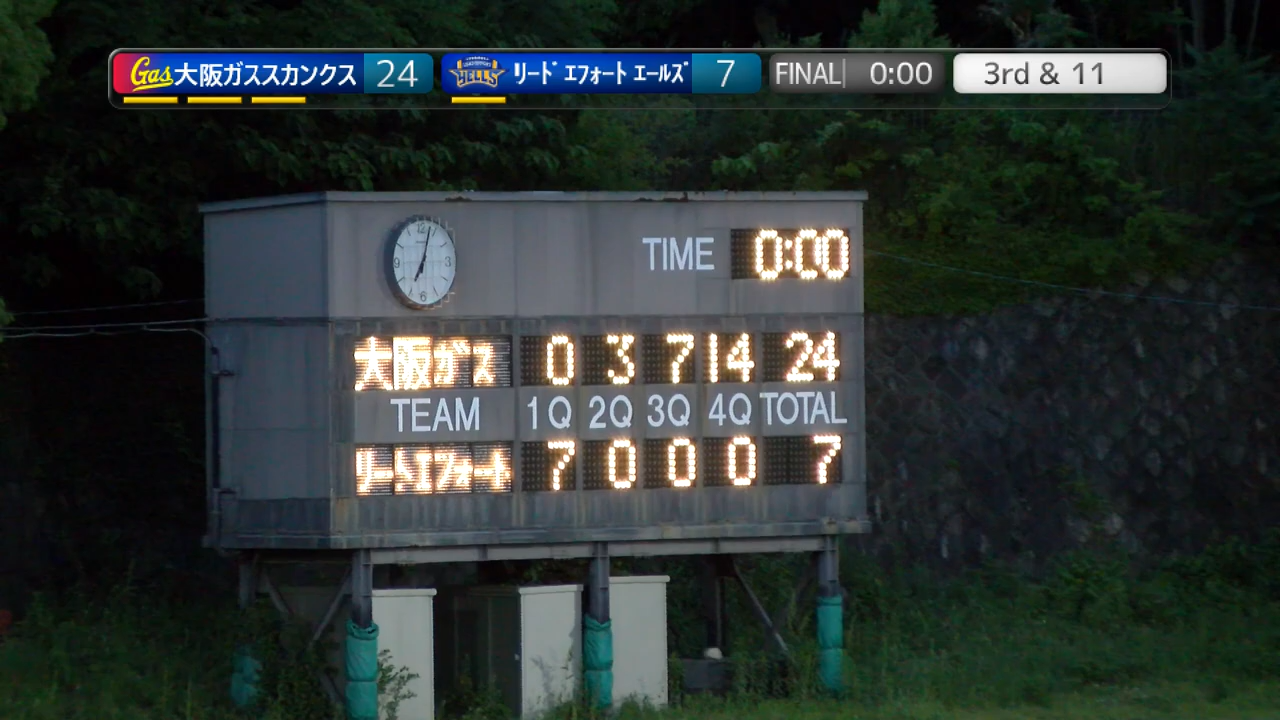 Gas 大阪ガススカンクス 24 HELLS リード エフォート エールズ 7 FINAL 0:00 3rd & 11
TIME 0:00
大阪ガス 0 3 7 14 24
TEAM 1Q 2Q 3Q 4Q TOTAL
リードエフォート 7 0 0 0 7